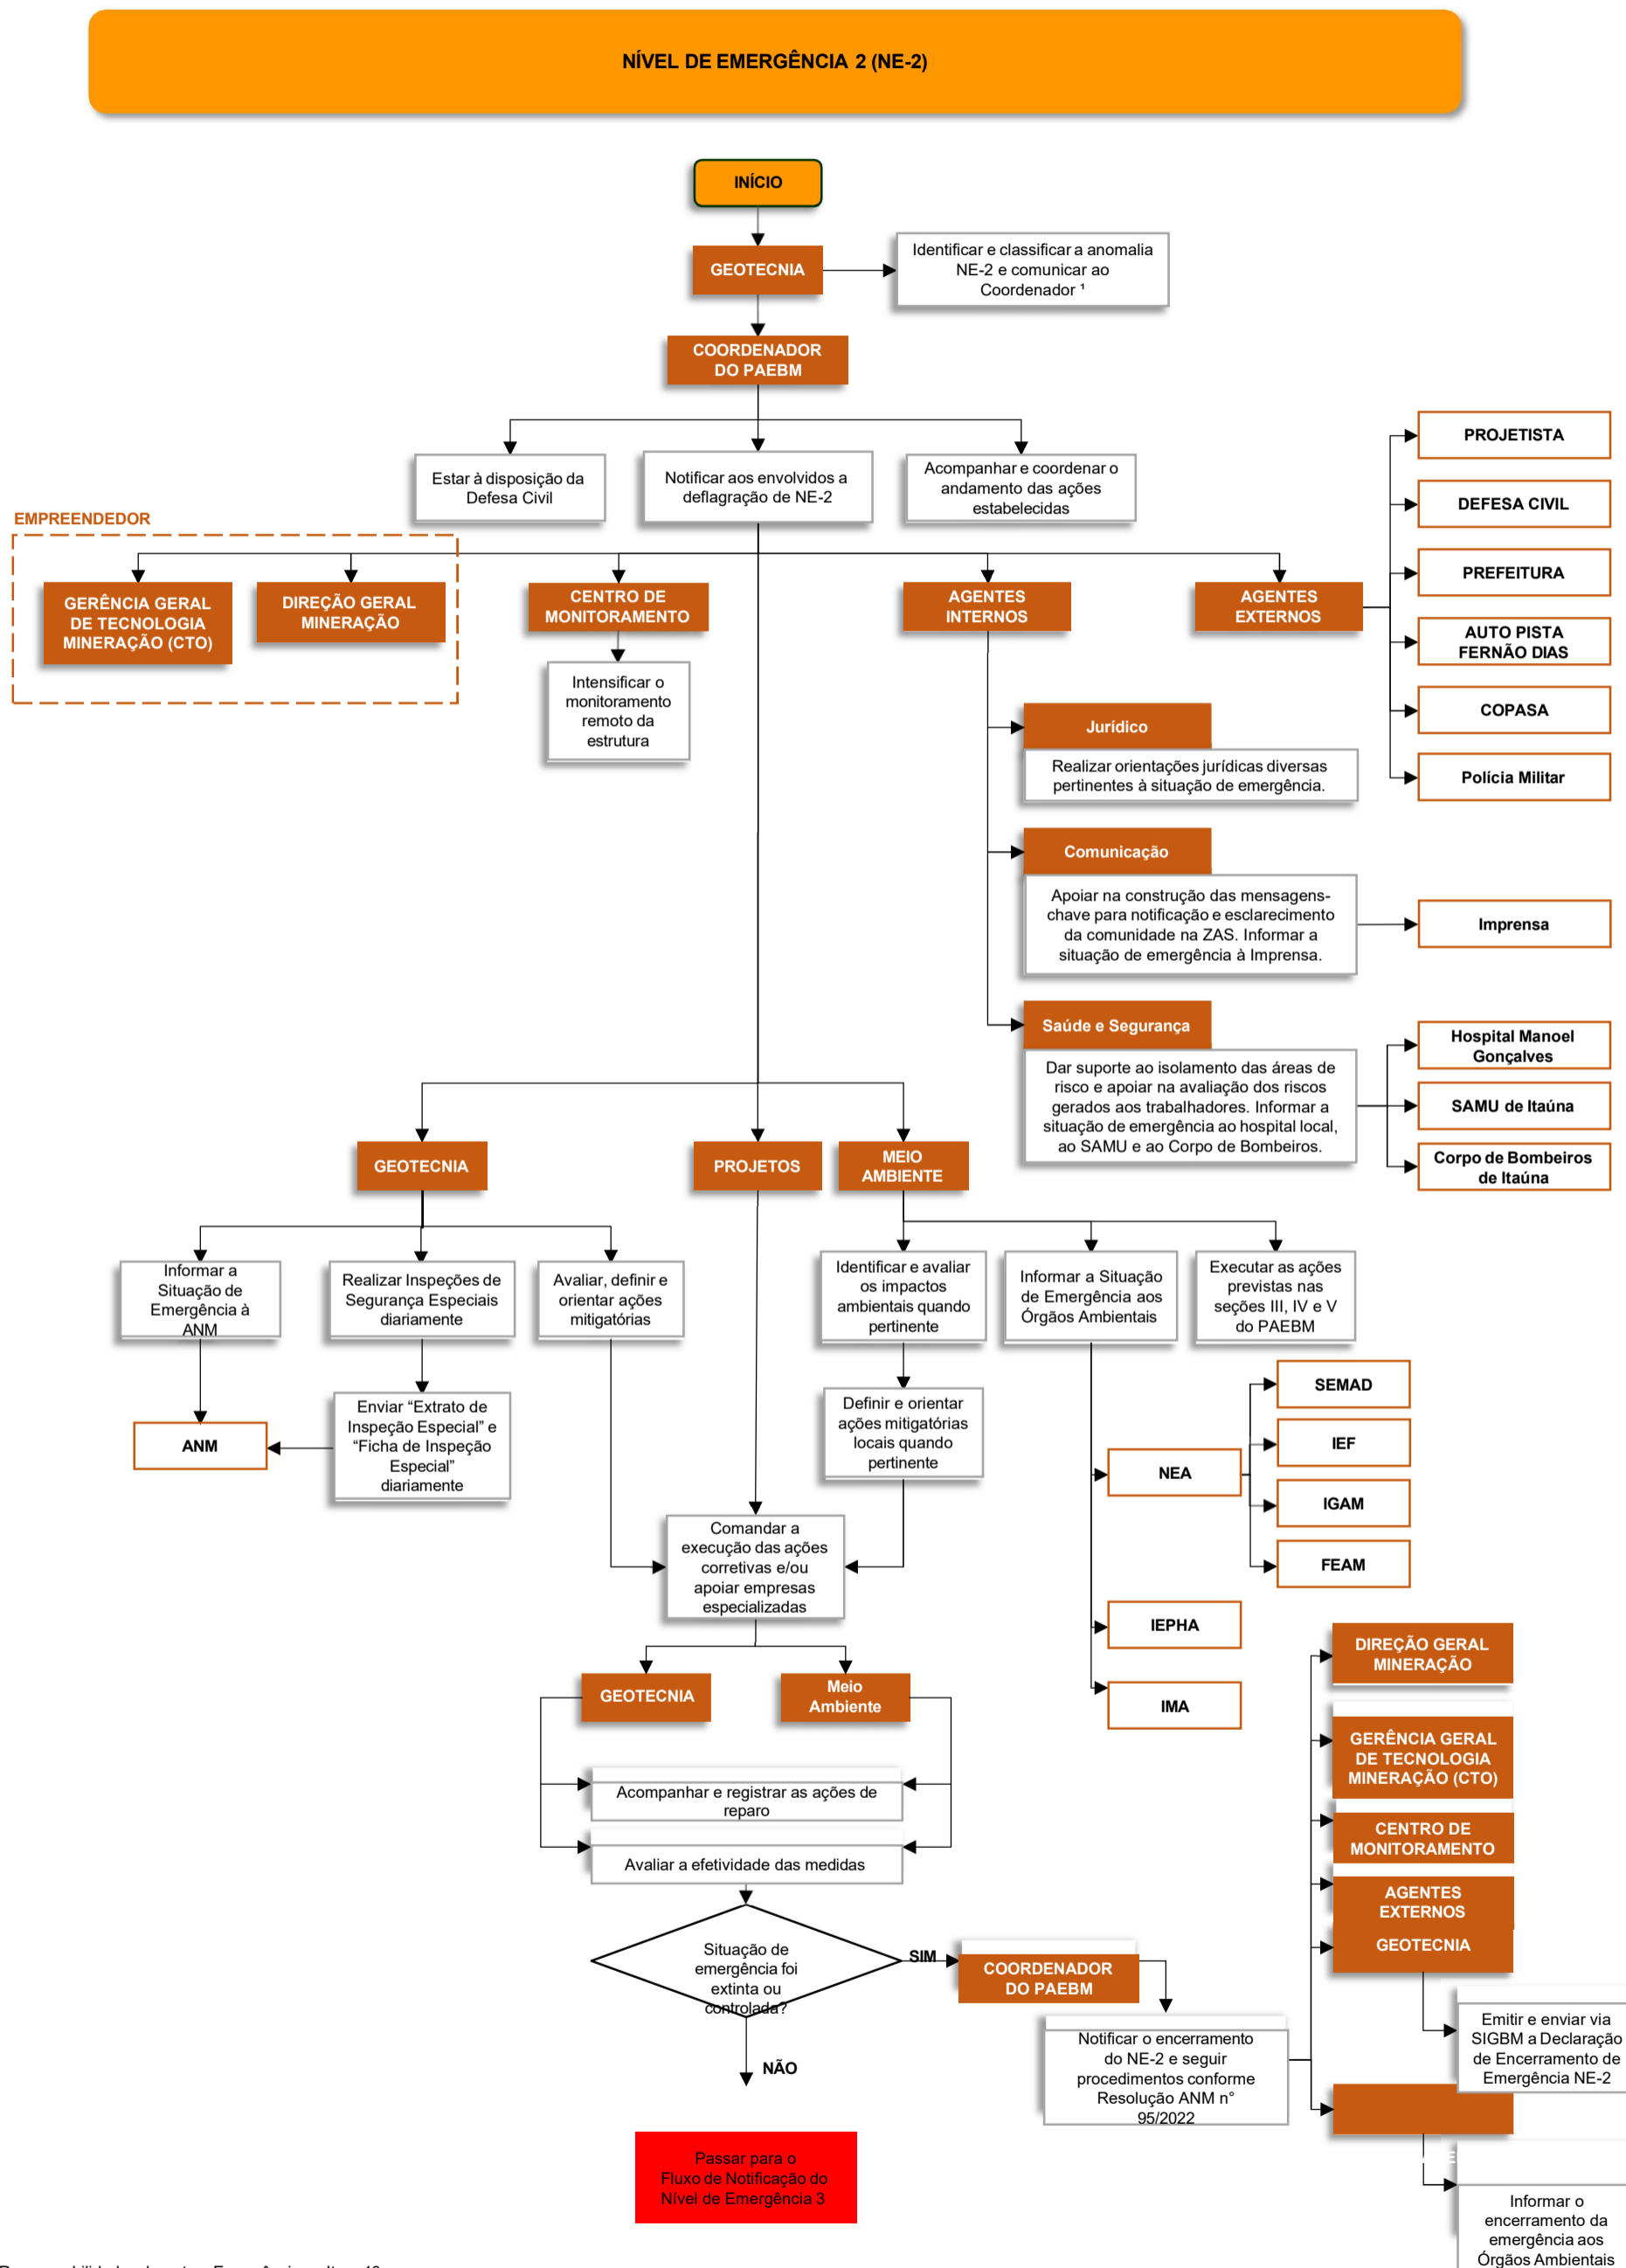 NÍVEL DE EMERGÊNCIA 2 (NE-2)
INÍCIO
GEOTECNIA
Identificar e classificar a anomalia
NE-2 e comunicar ao
Coordenador ¹
COORDENADOR
DO PAEBM
Estar à disposição da
Defesa Civil
Notificar aos envolvidos a
deflagração de NE-2
Acompanhar e coordenar o
andamento das ações
estabelecidas
EMPREENDEDOR
GERÊNCIA GERAL
DE TECNOLOGIA
MINERAÇÃO (CTO)
DIREÇÃO GERAL
MINERAÇÃO
CENTRO DE
MONITORAMENTO
Intensificar o
monitoramento
remoto da
estrutura
AGENTES
INTERNOS
AGENTES
EXTERNOS
PROJETISTA
DEFESA CIVIL
PREFEITURA
AUTO PISTA
FERNÃO DIAS
COPASA
Polícia Militar
Jurídico
Realizar orientações jurídicas diversas
pertinentes à situação de emergência.
Comunicação
Apoiar na construção das mensagens-
chave para notificação e esclarecimento
da comunidade na ZAS. Informar a
situação de emergência à Imprensa.
Imprensa
Saúde e Segurança
Dar suporte ao isolamento das áreas de
risco e apoiar na avaliação dos riscos
gerados aos trabalhadores. Informar a
situação de emergência ao hospital local,
ao SAMU e ao Corpo de Bombeiros.
Hospital Manoel
Gonçalves
SAMU de Itaúna
Corpo de Bombeiros
de Itaúna
GEOTECNIA
PROJETOS
MEIO
AMBIENTE
Informar a
Situação de
Emergência à
ANM
Realizar Inspeções de
Segurança Especiais
diariamente
Avaliar, definir e
orientar ações
mitigatórias
Identificar e avaliar
os impactos
ambientais quando
pertinente
Informar a Situação
de Emergência aos
Órgãos Ambientais
Executar as ações
previstas nas
seções III, IV e V
do PAEBM
ANM
Enviar “Extrato de
Inspeção Especial” e
“Ficha de Inspeção
Especial”
diariamente
Definir e orientar
ações mitigatórias
locais quando
pertinente
SEMAD
IEF
NEA
IGAM
FEAM
IEPHA
IMA
Comandar a
execução das ações
corretivas e/ou
apoiar empresas
especializadas
GEOTECNIA
Meio
Ambiente
Acompanhar e registrar as ações de
reparo
Avaliar a efetividade das medidas
Situação de
emergência foi
extinta ou
controlada?
SIM
NÃO
COORDENADOR
DO PAEBM
Notificar o encerramento
do NE-2 e seguir
procedimentos conforme
Resolução ANM n°
95/2022
DIREÇÃO GERAL
MINERAÇÃO
GERÊNCIA GERAL
DE TECNOLOGIA
MINERAÇÃO (CTO)
CENTRO DE
MONITORAMENTO
AGENTES
EXTERNOS
GEOTECNIA
Emitir e enviar via
SIGBM a Declaração
de Encerramento de
Emergência NE-2
Informar o
encerramento da
emergência aos
Órgãos Ambientais
Passar para o
Fluxo de Notificação do
Nível de Emergência 3